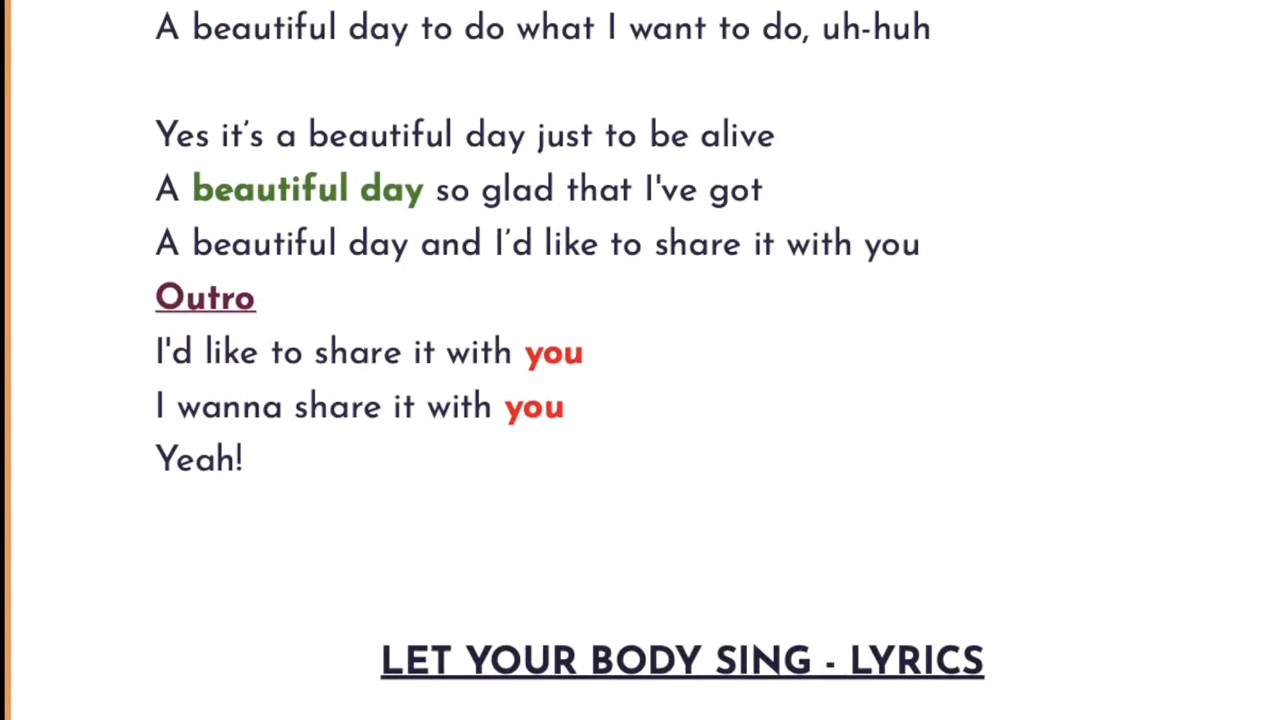 A beautiful day to do what I want to do, uh-huh
Yes it’s a beautiful day just to be alive
A beautiful day so glad that I've got
A beautiful day and I’d like to share it with you
Outro
I'd like to share it with you
I wanna share it with you
Yeah!
LET YOUR BODY SING - LYRICS